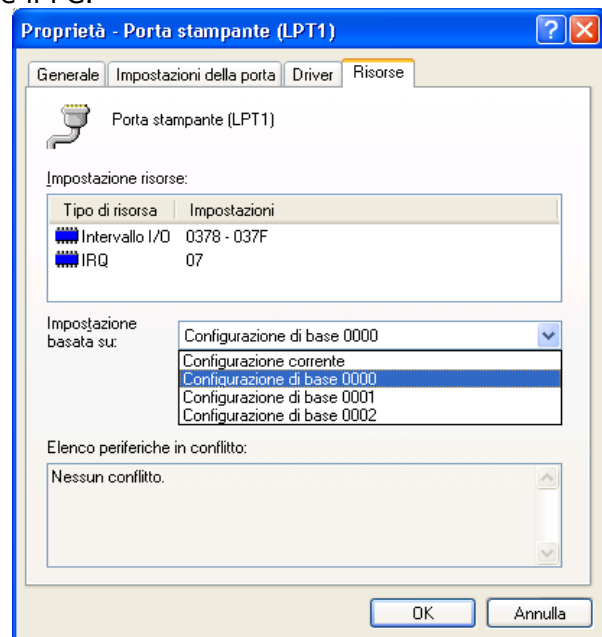 Proprietà - Porta stampante (LPT1)
Generale Impostazioni della porta Driver Risorse
Porta stampante (LPT1)
Impostazione risorse:
Tipo di risorsa Impostazioni
Intervallo I/O 0378 - 037F
IRQ 07
Impostazione
basata su:
Configurazione di base 0000
Configurazione corrente
Configurazione di base 0000
Configurazione di base 0001
Configurazione di base 0002
Elenco periferiche in conflitto:
Nessun conflitto.
OK Annulla